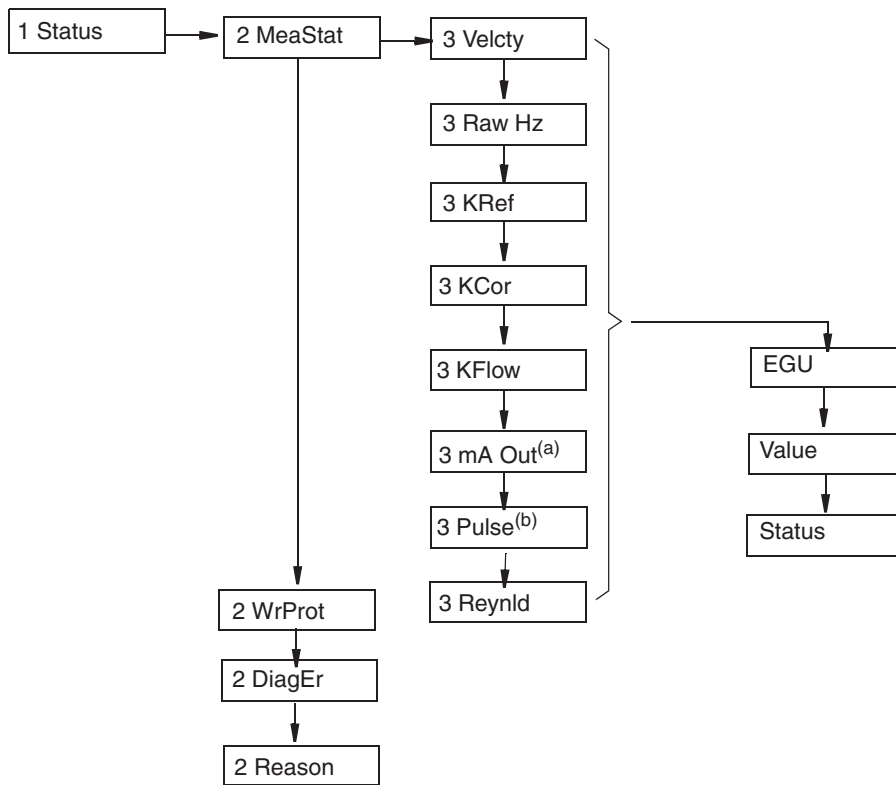 1 Status
2 MeaStat
3 Velcty
3 Raw Hz
3 KRef
3 KCor
3 KFlow
3 mA Out(a)
3 Pulse(b)
3 Reynld
EGU
Value
Status
2 WrProt
2 DiagEr
2 Reason